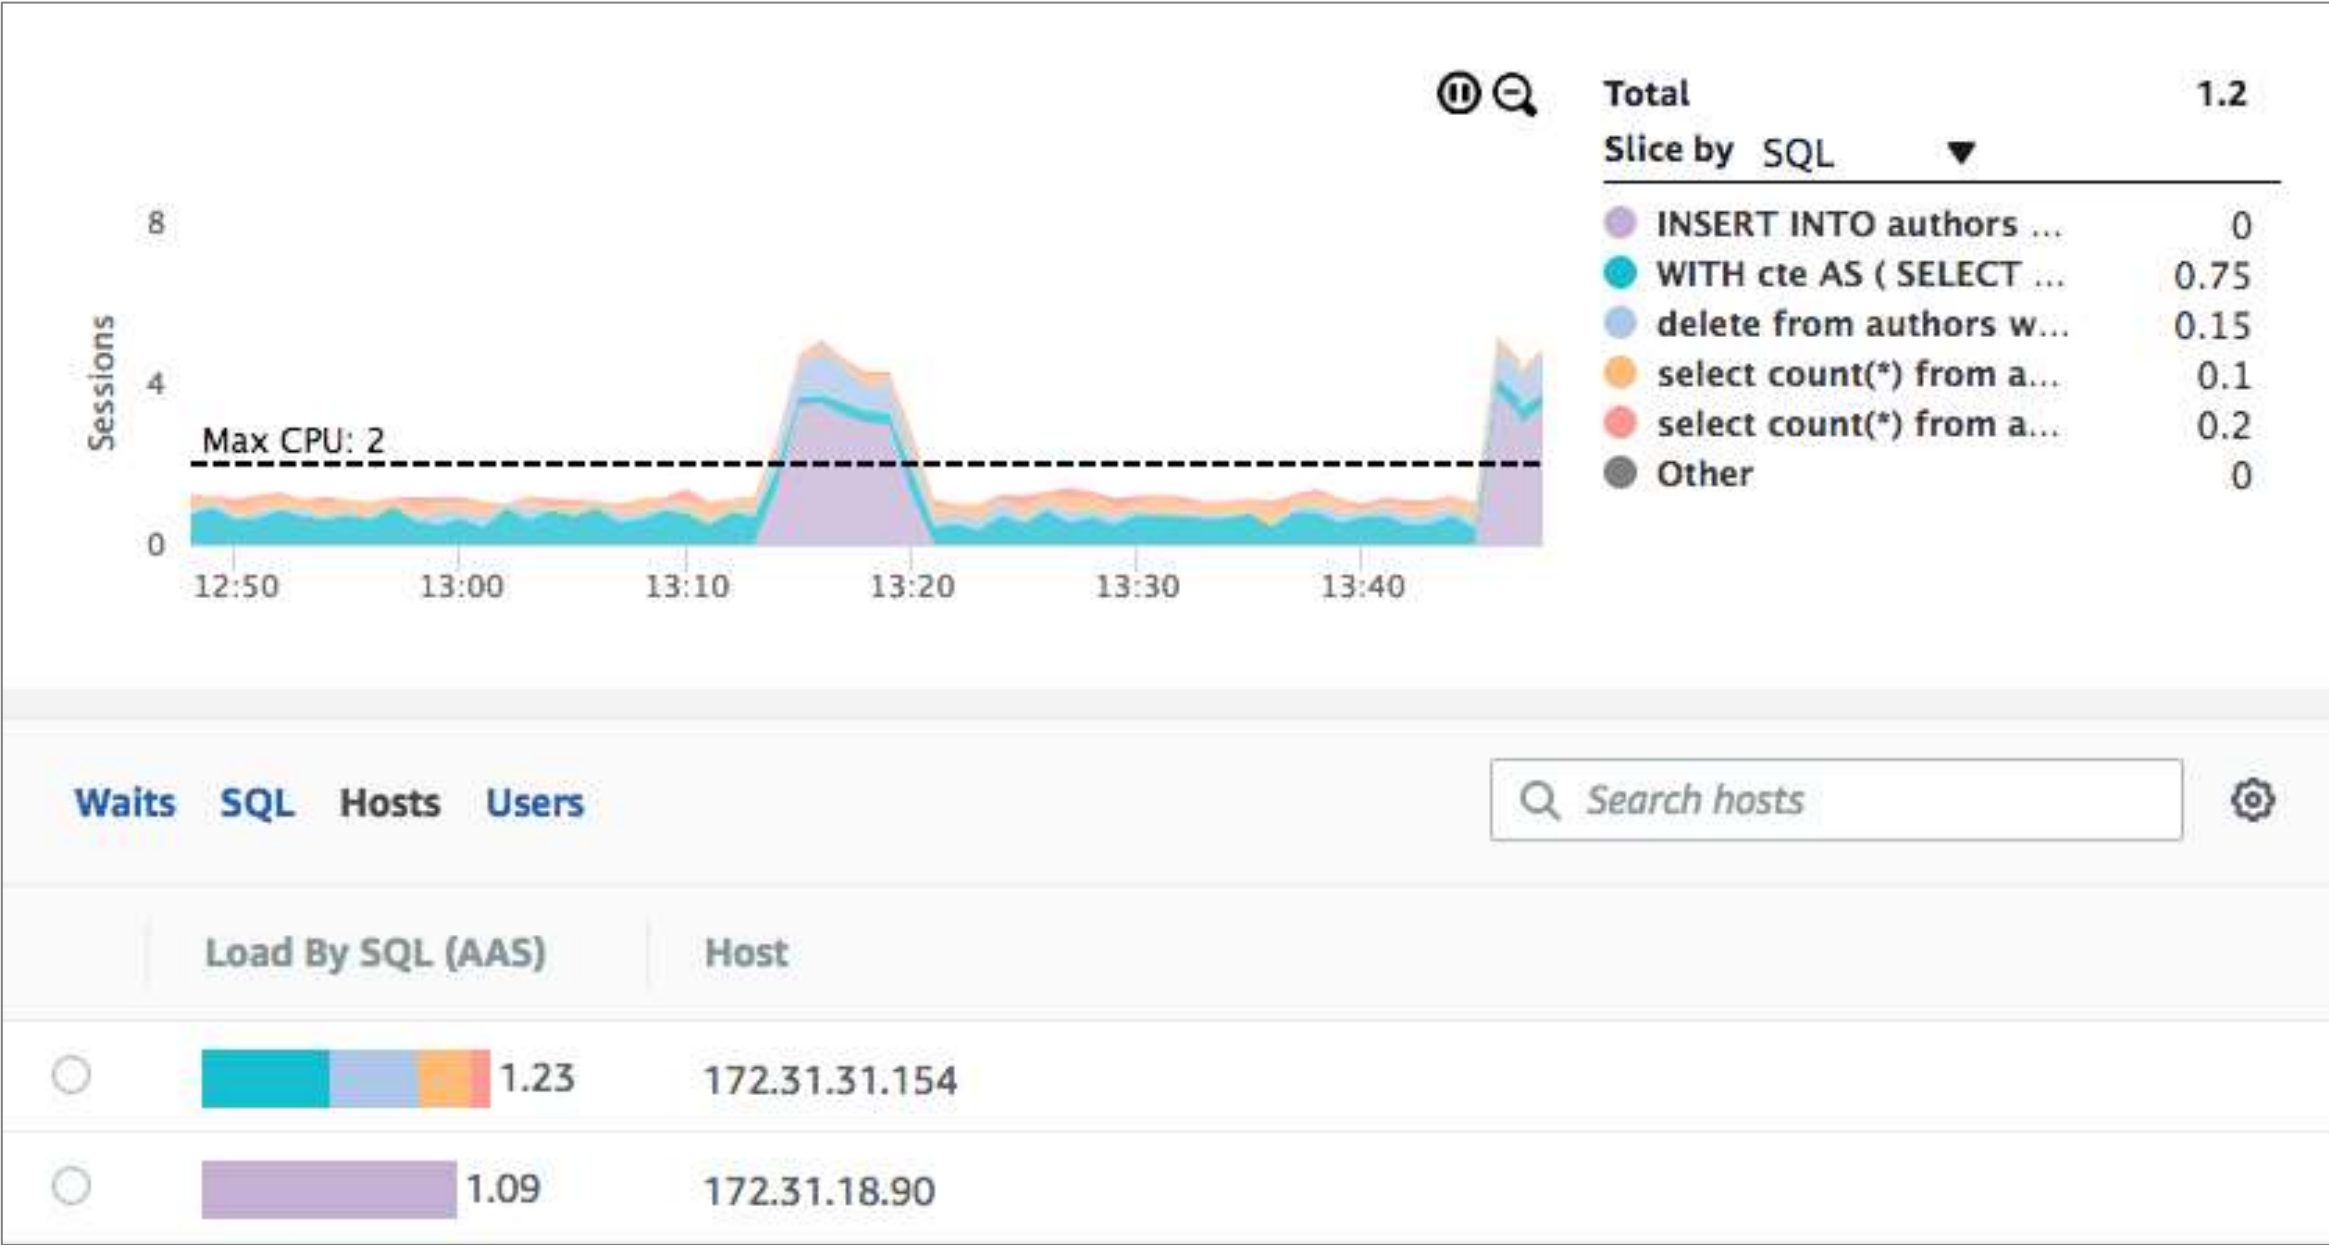 Total 1.2
Slice by SQL
INSERT INTO authors ... 0
WITH cte AS ( SELECT ... 0.75
delete from authors w... 0.15
select count(*) from a... 0.1
select count(*) from a... 0.2
Other 0
Sessions
8
4
0
Max CPU: 2
12:50 13:00 13:10 13:20 13:30 13:40
Waits SQL Hosts Users
Search hosts
Load By SQL (AAS) Host
1.23 172.31.31.154
1.09 172.31.18.90